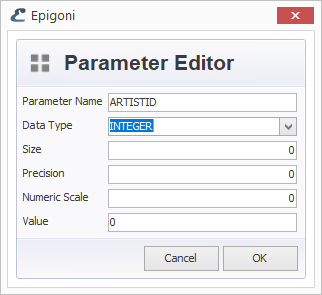 Epigoni
Parameter Editor
Parameter Name ARTISTID
Data Type INTEGER
Size 0
Precision 0
Numeric Scale 0
Value 0
Cancel OK